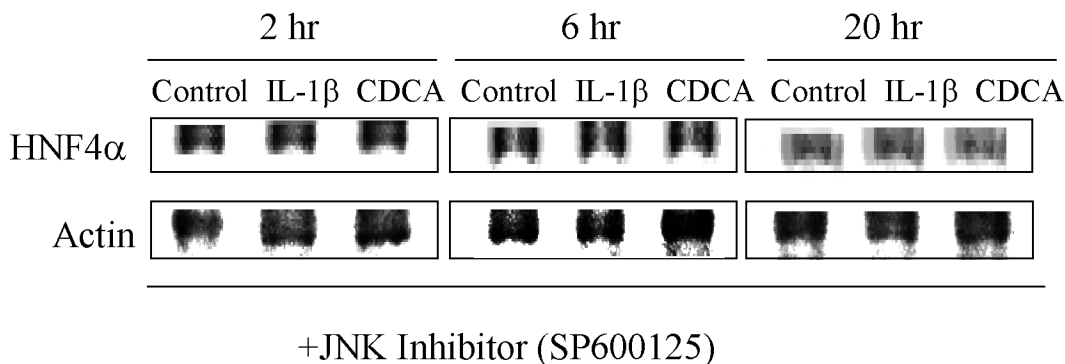 2 hr 6 hr 20 hr
Control IL-1β CDCA Control IL-1β CDCA Control IL-1β CDCA
HNF4α
Actin
+JNK Inhibitor (SP600125)